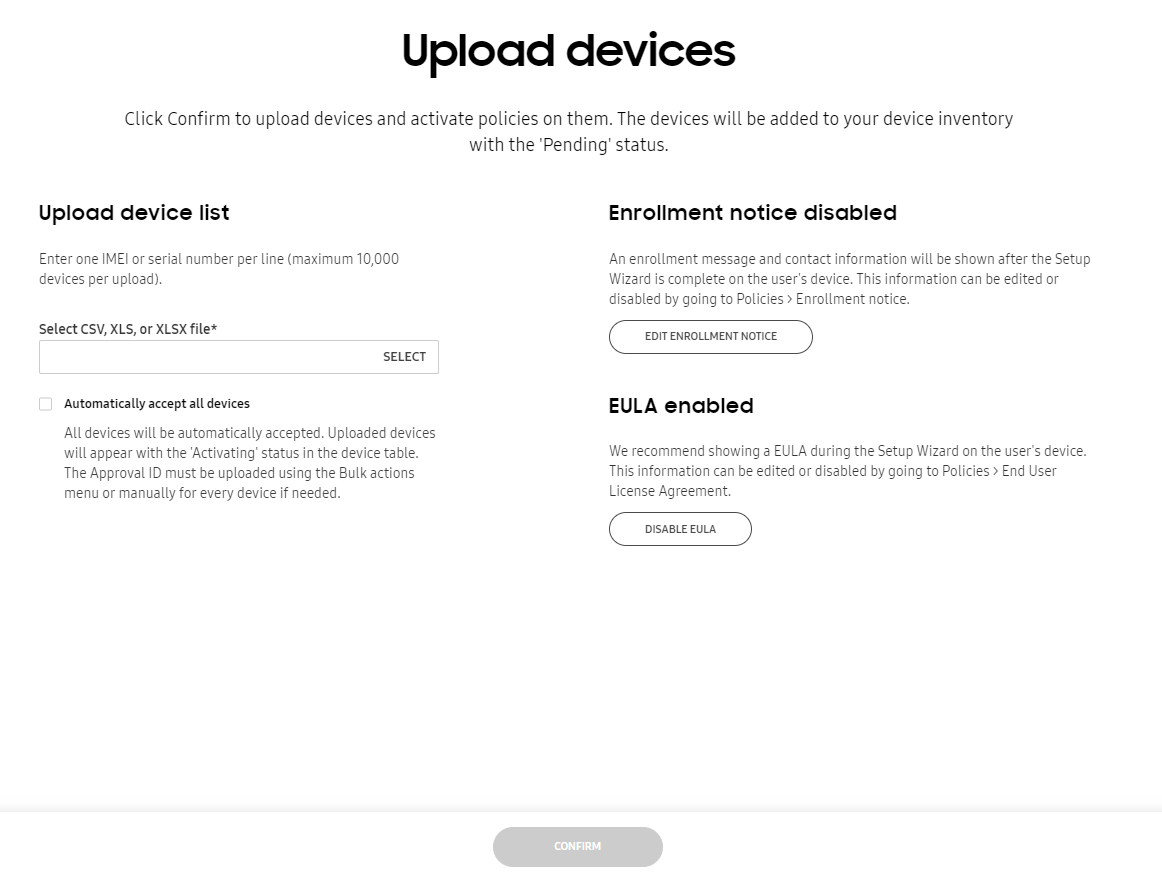 Upload devices
Click Confirm to upload devices and activate policies on them. The devices will be added to your device inventory
with the 'Pending' status.
Upload device list
Enter one IMEI or serial number per line (maximum 10,000
devices per upload).
Select CSV, XLS, or XLSX file*
SELECT
Automatically accept all devices
All devices will be automatically accepted. Uploaded devices
will appear with the 'Activating' status in the device table.
The Approval ID must be uploaded using the Bulk actions
menu or manually for every device if needed.
Enrollment notice disabled
An enrollment message and contact information will be shown after the Setup
Wizard is complete on the user's device. This information can be edited or
disabled by going to Policies > Enrollment notice.
EDIT ENROLLMENT NOTICE
EULA enabled
We recommend showing a EULA during the Setup Wizard on the user's device.
This information can be edited or disabled by going to Policies > End User
License Agreement.
DISABLE EULA
CONFIRM